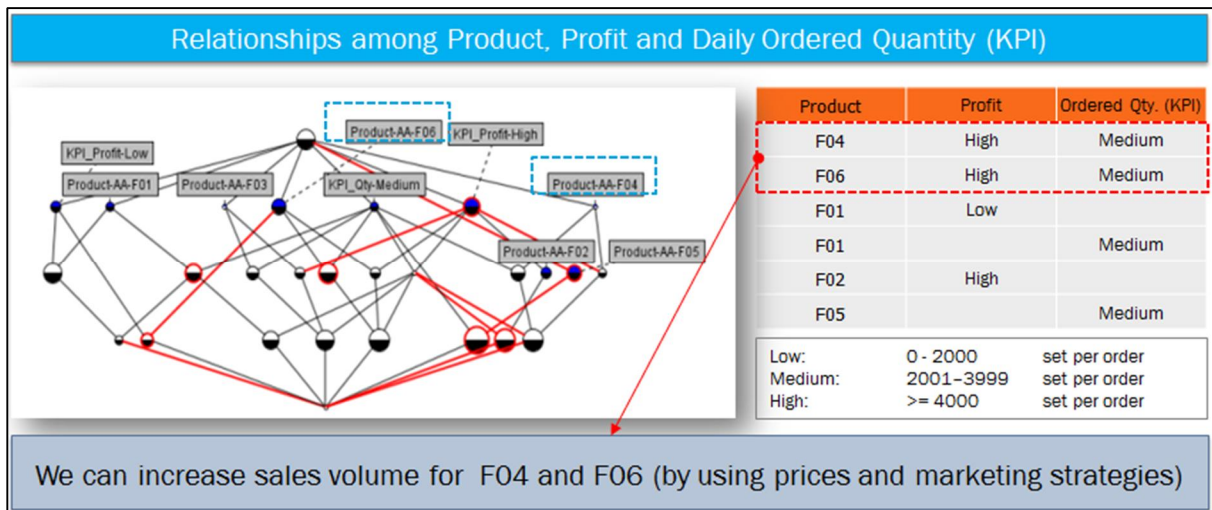 Relationships among Product, Profit and Daily Ordered Quantity (KPI)
Product-AA-F06
KPI_Profit-High
KPI_Profit-Low
Product-AA-F01
Product-AA-F03
KPI_Qty-Medium
Product-AA-F04
Product-AA-F02
Product-AA-F05
Product Profit Ordered Qty. (KPI)
F04 High Medium
F06 High Medium
F01 Low
F01 Medium
F02 High
F05 Medium
Low: 0 - 2000 set per order
Medium: 2001–3999 set per order
High: >= 4000 set per order
We can increase sales volume for F04 and F06 (by using prices and marketing strategies)